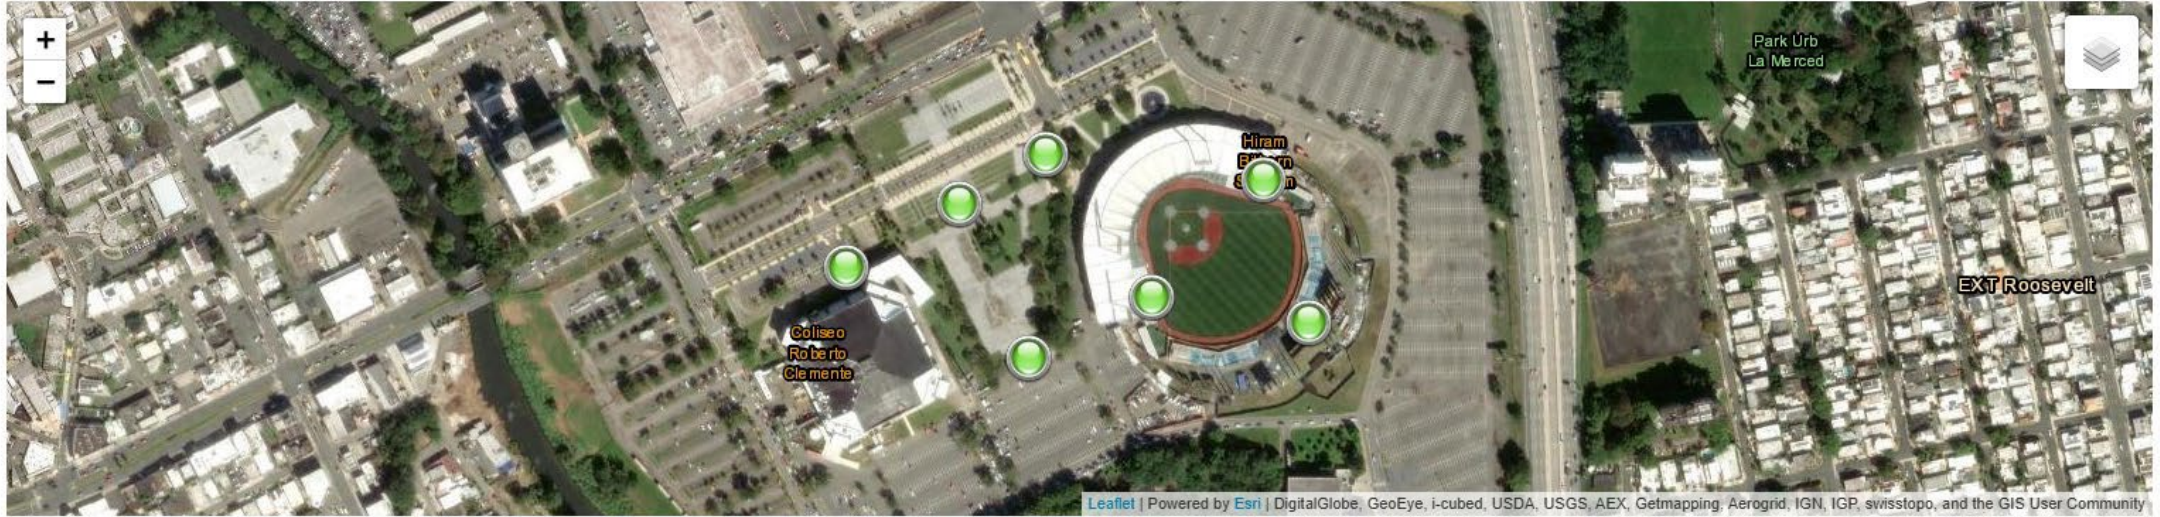 +
−
Park Urb
La Merced
Hiram
EXT Roosevelt
Coliseo
Roberto
Clemente
Leaflet | Powered by Esri | DigitalGlobe, GeoEye, i-cubed, USDA, USGS, AEX, Getmapping, Aerogrid, IGN, IGP, swisstopo, and the GIS User Community